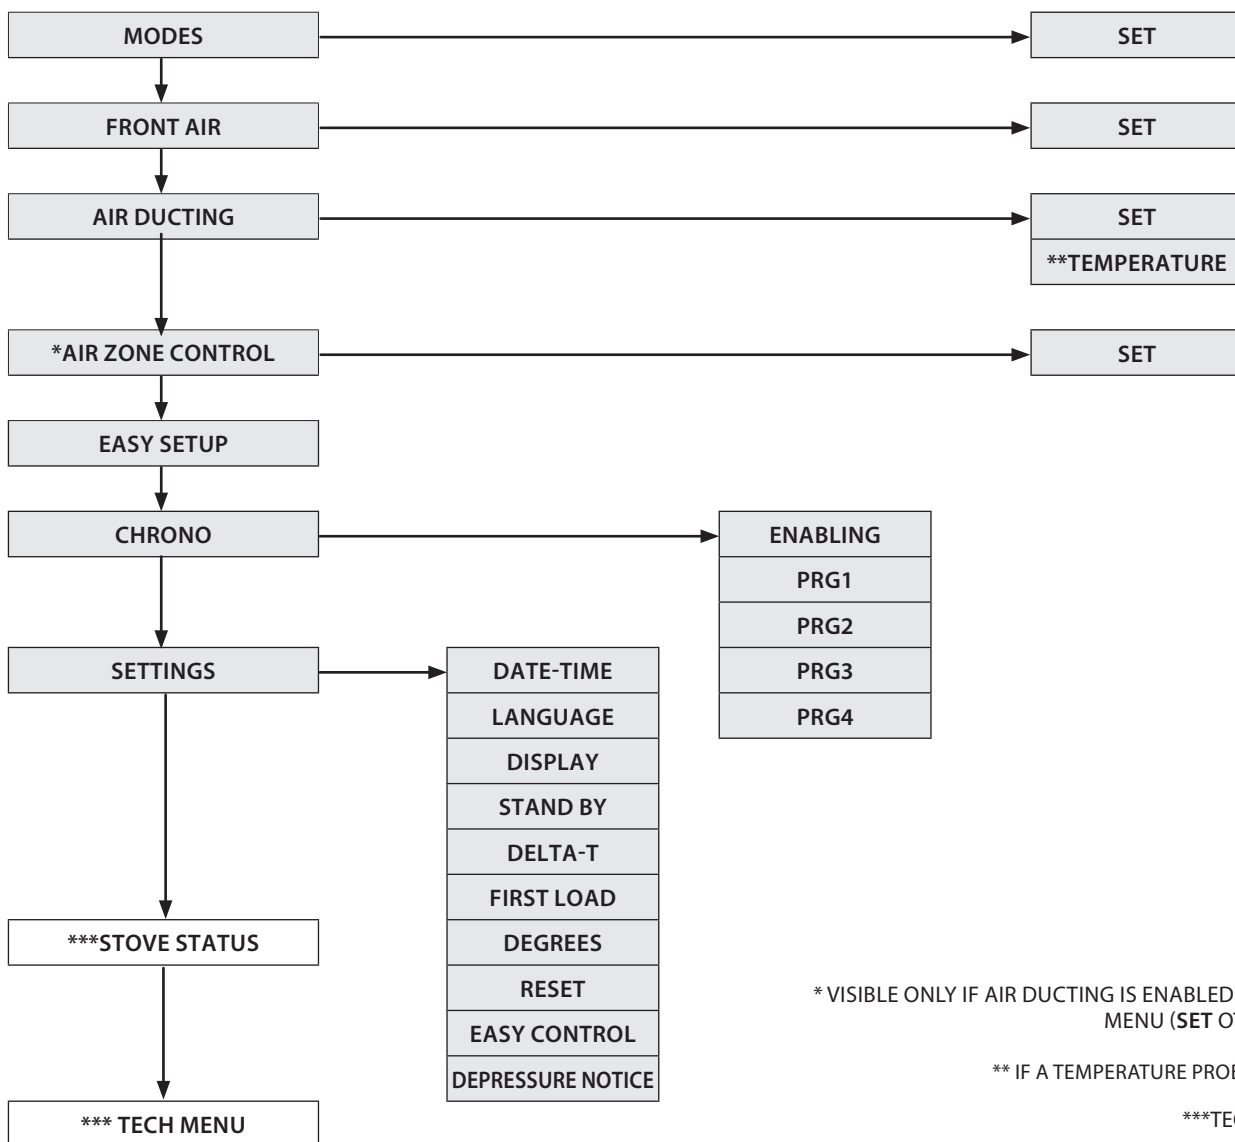 MODES
SET
FRONT AIR
SET
AIR DUCTING
SET
**TEMPERATURE
*AIR ZONE CONTROL
SET
EASY SETUP
CHRONO
ENABLING
PRG1
PRG2
PRG3
PRG4
SETTINGS
DATE-TIME
LANGUAGE
DISPLAY
STAND BY
DELTA-T
FIRST LOAD
DEGREES
RESET
EASY CONTROL
DEPRESSURE NOTICE
***STOVE STATUS
*** TECH MENU
* VISIBLE ONLY IF AIR DUCTING IS ENABLED
MENU (SET
** IF A TEMPERATURE